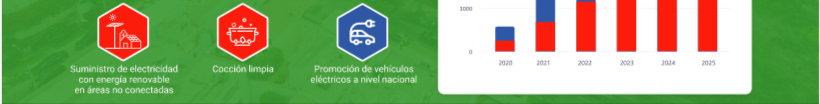 Suministro de electricidad
con energía renovable
en áreas no conectadas
Cocción limpia
Promoción de vehículos
eléctricos a nivel nacional
1000
0
2020 2021 2022 2023 2024 2025